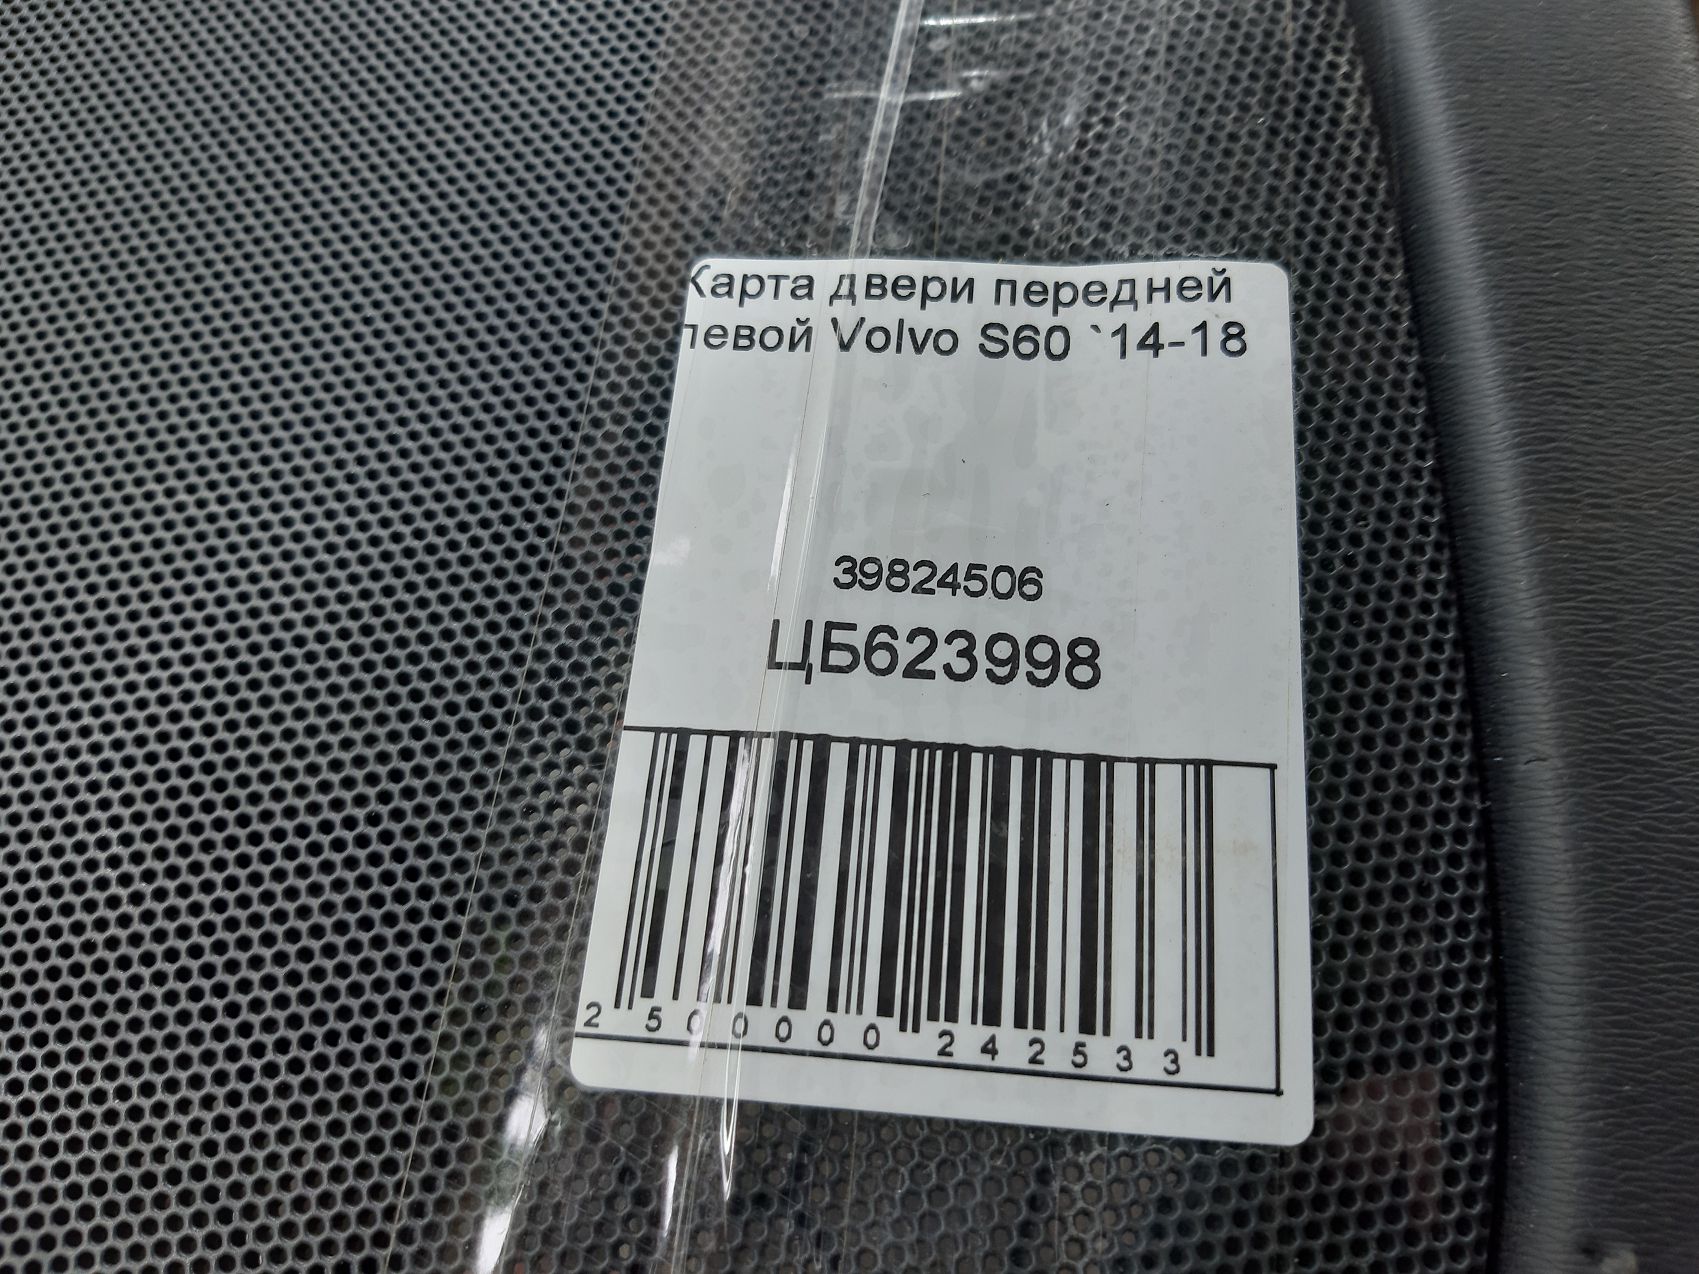 Карта двери передней
левой Volvo S60 `14-18
39824506
ЦБ623998
2 500000 242533